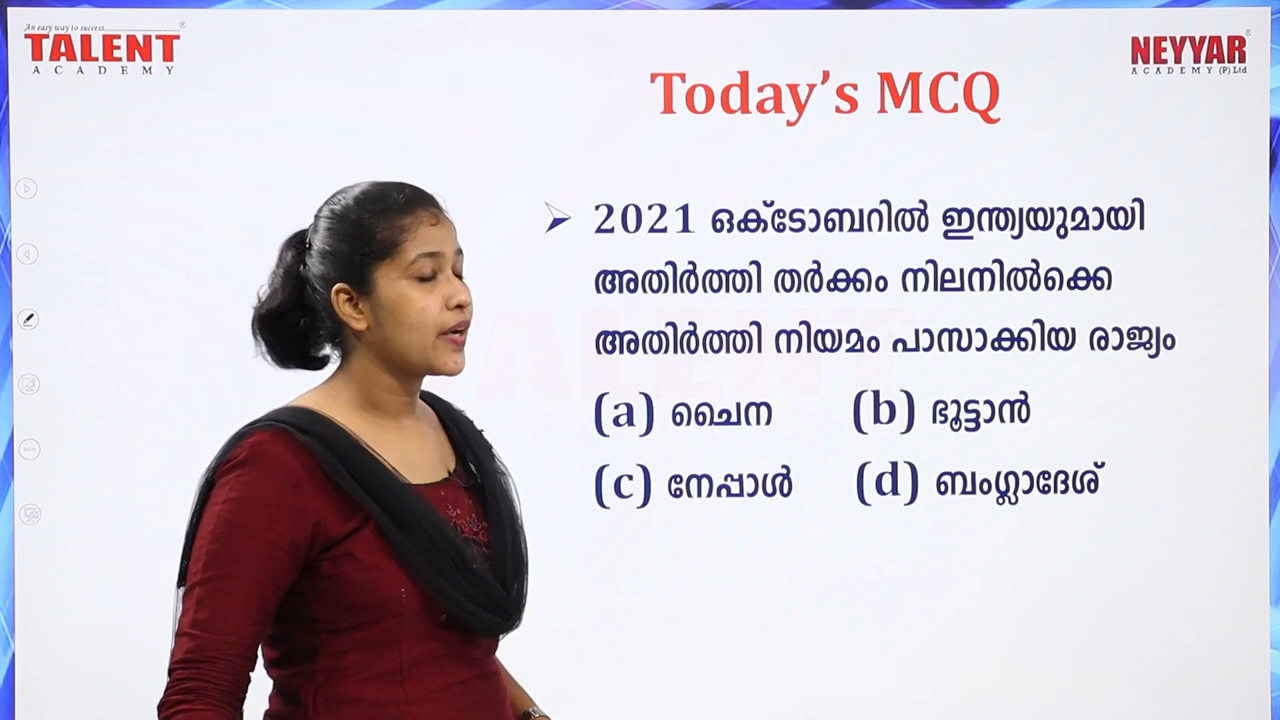 An easy way to success
TALENT
ACADEMY
NEYYAR
ACADEMY (P) Ltd
Today's MCQ
2021 ഒക്ടോബറിൽ ഇന്ത്യയുമായി
അതിർത്തി തർക്കം നിലനിൽക്കെ
അതിർത്തി നിയമം പാസാക്കിയ രാജ്യം
(a) ചൈന (b) ഭൂട്ടാൻ
(c) നേപ്പാൾ (d) ബംഗ്ലാദേശ്
TALENT